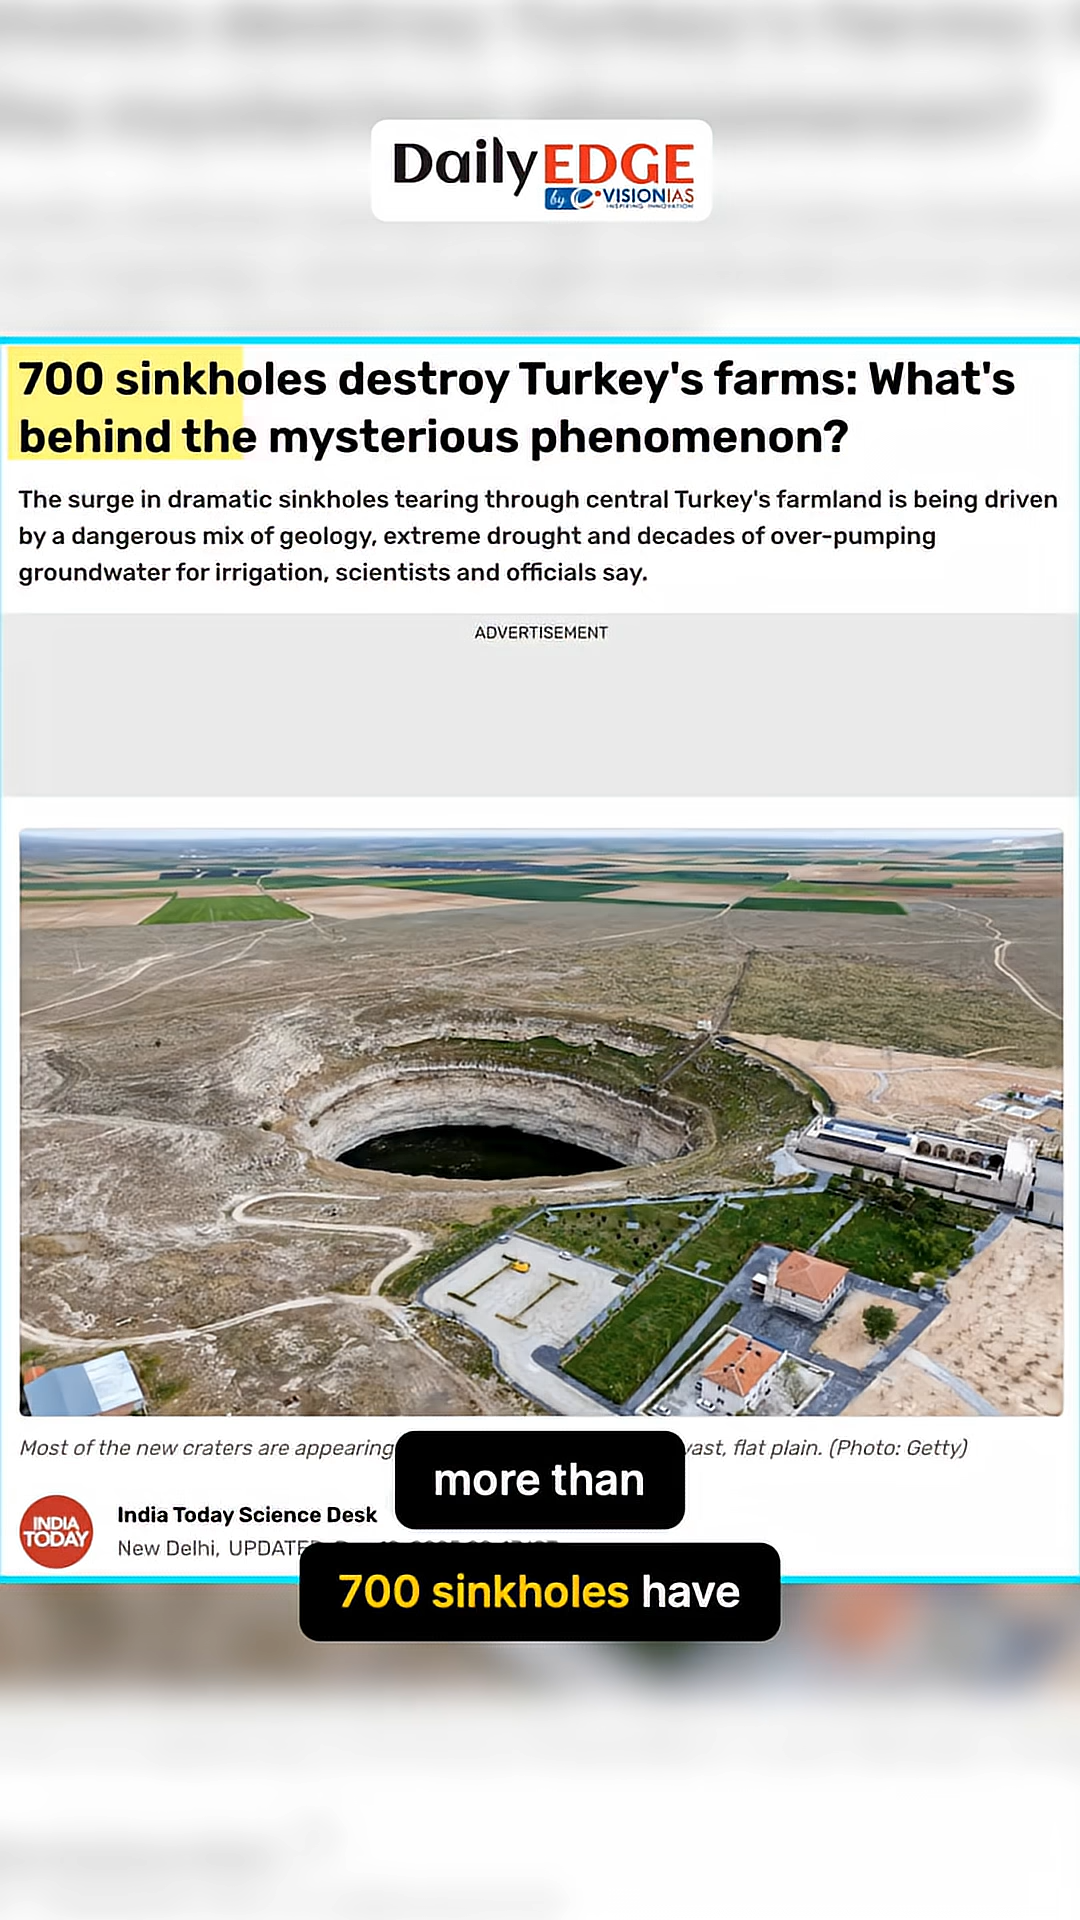 DailyEDGE
by VISIONIAS
INSPIRING INNOVATION
700 sinkholes destroy Turkey's farms: What's
behind the mysterious phenomenon?
The surge in dramatic sinkholes tearing through central Turkey's farmland is being driven
by a dangerous mix of geology, extreme drought and decades of over-pumping
groundwater for irrigation, scientists and officials say.
ADVERTISEMENT
Most of the new craters are appearing vast, flat plain. (Photo: Getty)
more than
INDIA
TODAY
India Today Science Desk
New Delhi, UPDATED
700 sinkholes have